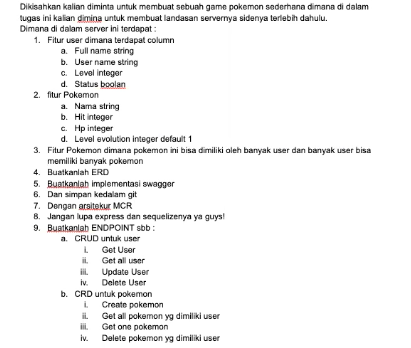 Dikisahkan kalian diminta untuk membuat sebuah game pokemon sederhana dimana di dalam
tugas ini kalian dimina untuk membuat landasan servernya sidenya terlebih dahulu.
Dimana di dalam server ini terdapat :
1. Fitur user dimana terdapat column
a. Full name string
b. User name string
c. Level integer
d. Status boolan
2. fitur Pokemon
a. Nama string
b. Hit integer
c. Hp integer
d. Level evolution integer default 1
3. Fitur Pokemon dimana pokemon ini bisa dimiliki oleh banyak user dan banyak user bisa
memiliki banyak pokemon
4. Buatkanlah ERD
5. Buatkanlah implementasi swagger
6. Dan simpan kedalam git
7. Dengan arsitekur MCR
8. Jangan lupa express dan sequelizenya ya guys!
9. Buatkanlah ENDPOINT sbb :
a. CRUD untuk user
i. Get User
ii. Get all user
iii. Update User
iv. Delete User
b. CRD untuk pokemon
i. Create pokemon
ii. Get all pokemon yg dimiliki user
iii. Get one pokemon
iv. Delete pokemon yg dimiliki user